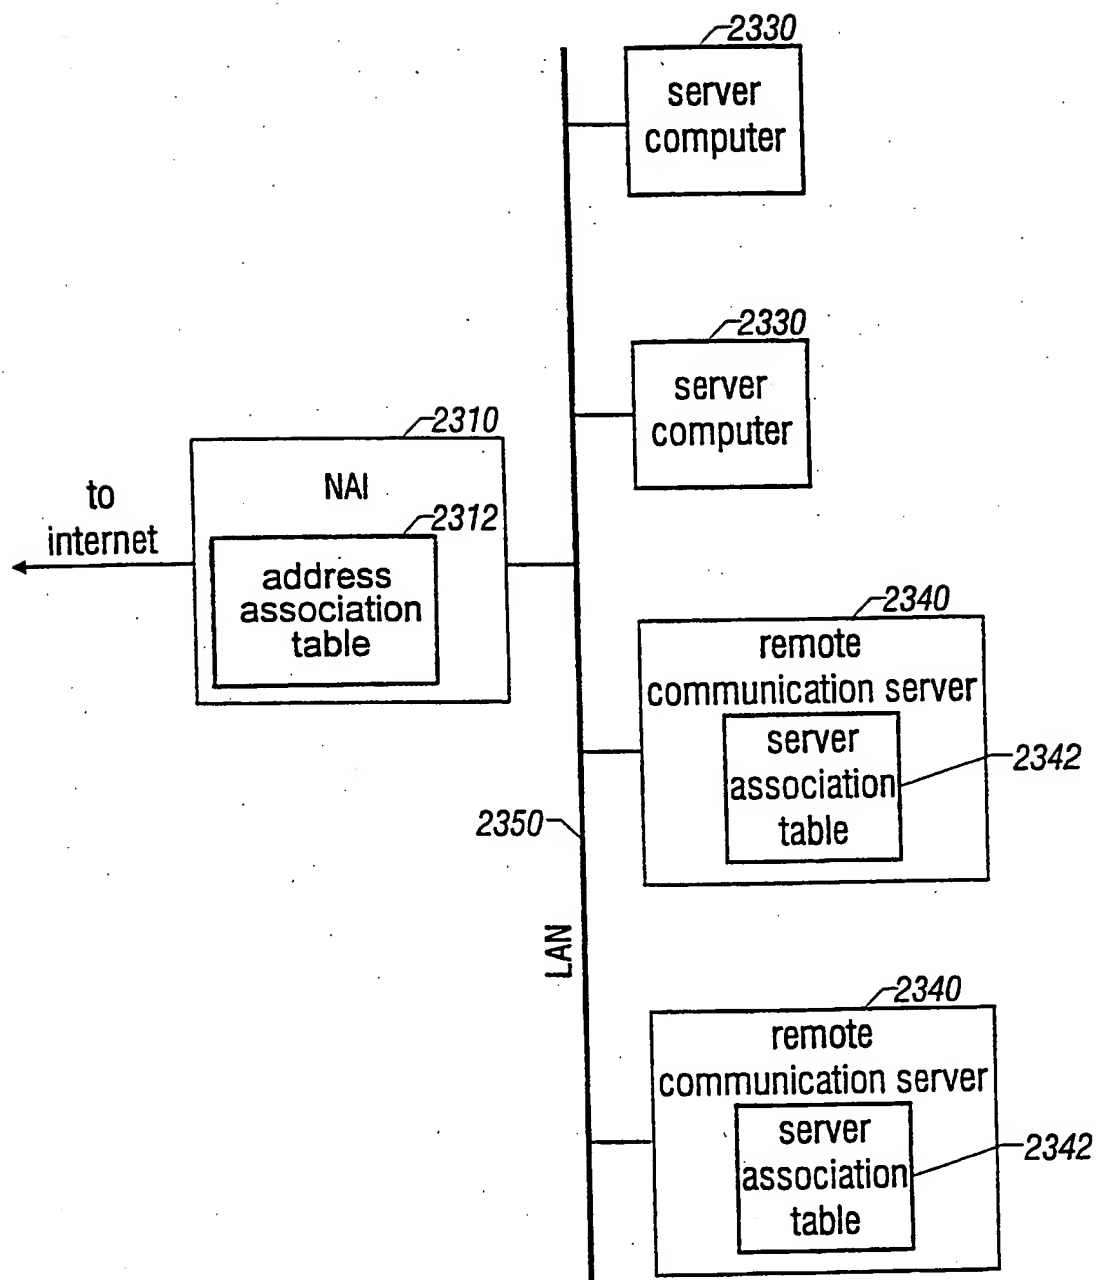 2330
server
computer
2330
server
computer
2310
NAI
to
internet
2312
address
association
table
2340
remote
communication server
server
association
table
2342
2350
LAN
2340
remote
communication server
server
association
table
2342